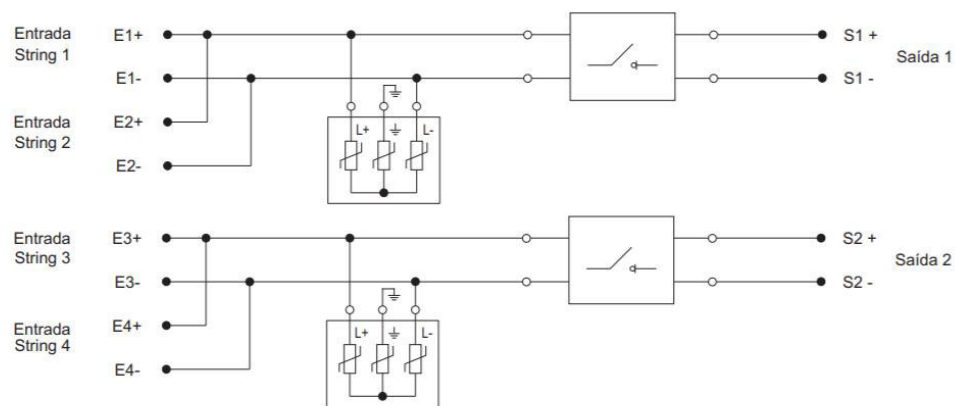 Entrada
String 1
E1+
E1-
Entrada
String 2
E2+
E2-
L+
L-
S1 +
S1 -
Saída 1
Entrada
String 3
E3+
E3-
Entrada
String 4
E4+
E4-
L+
L-
S2 +
S2 -
Saída 2